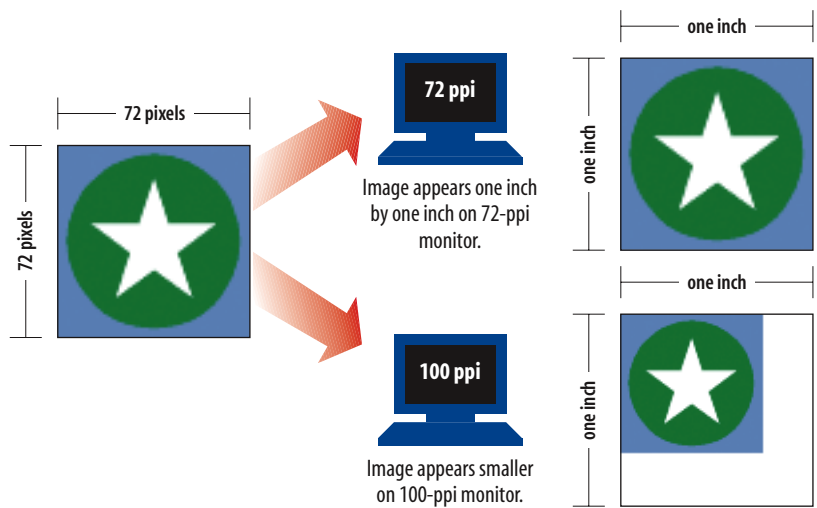 72 pixels
72 pixels
72 ppi
Image appears one inch
by one inch on 72-ppi
monitor.
one inch
one inch
100 ppi
Image appears smaller
on 100-ppi monitor.
one inch
one inch